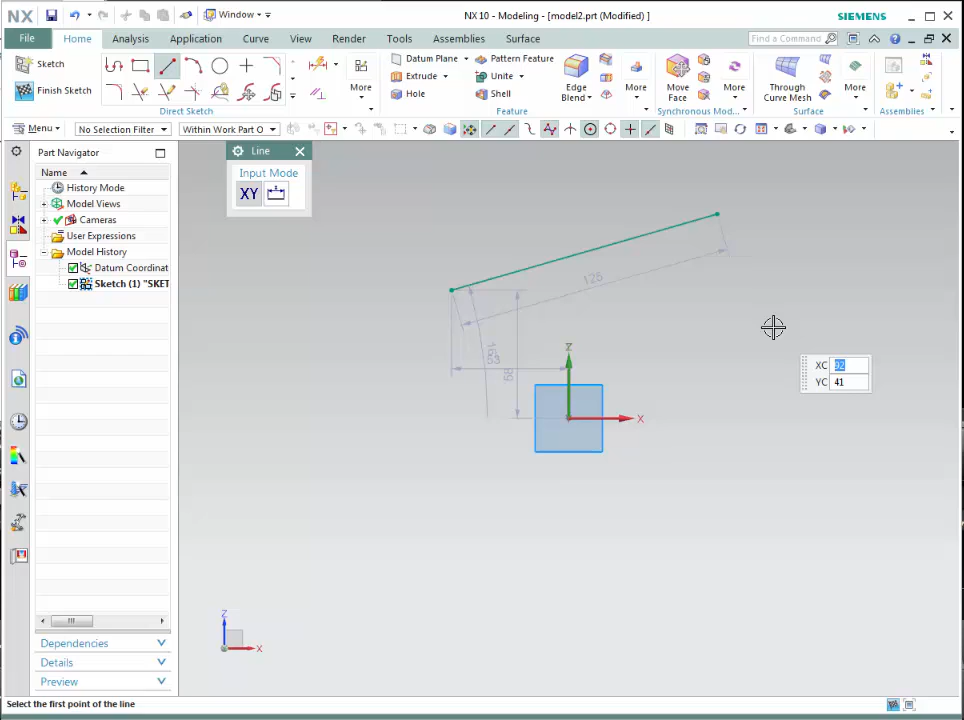 NX Window NX 10 - Modeling - [model2.prt (Modified) ] SIEMENS
File Home Analysis Application Curve View Render Tools Assemblies Surface Find a Command
Sketch
Finish Sketch
Direct Sketch
More
Datum Plane Pattern Feature
Extrude Unite
Hole Shell
Edge Blend
More
Feature
Move Face
More
Synchronous Mod...
Through Curve Mesh
More
Surface
Assemblies
Menu No Selection Filter Within Work Part O
Part Navigator
Name
History Mode
Model Views
Cameras
User Expressions
Model History
Datum Coordinat
Sketch (1) "SKET
Dependencies
Details
Preview
Line
Input Mode
XY
125
59
Z
X
XC 92
YC 41
Z
X
Select the first point of the line